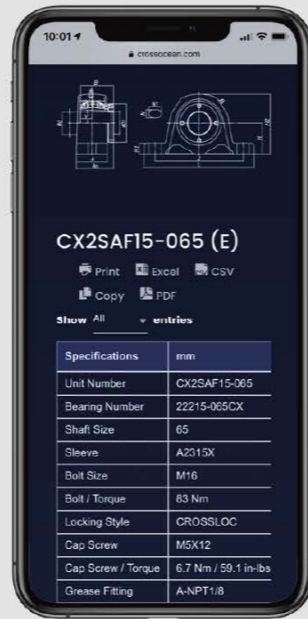 10:01
crossocean.com
CX2SAF15-065 (E)
Print Excel CSV
Copy PDF
Show All entries
Specifications mm
Unit Number CX2SAF15-065
Bearing Number 22215-065CX
Shaft Size 65
Sleeve A2315X
Bolt Size M16
Bolt / Torque 83 Nm
Locking Style CROSSLOC
Cap Screw M5X12
Cap Screw / Torque 6.7 Nm / 59.1 in-lbs
Grease Fitting A-NPT1/8